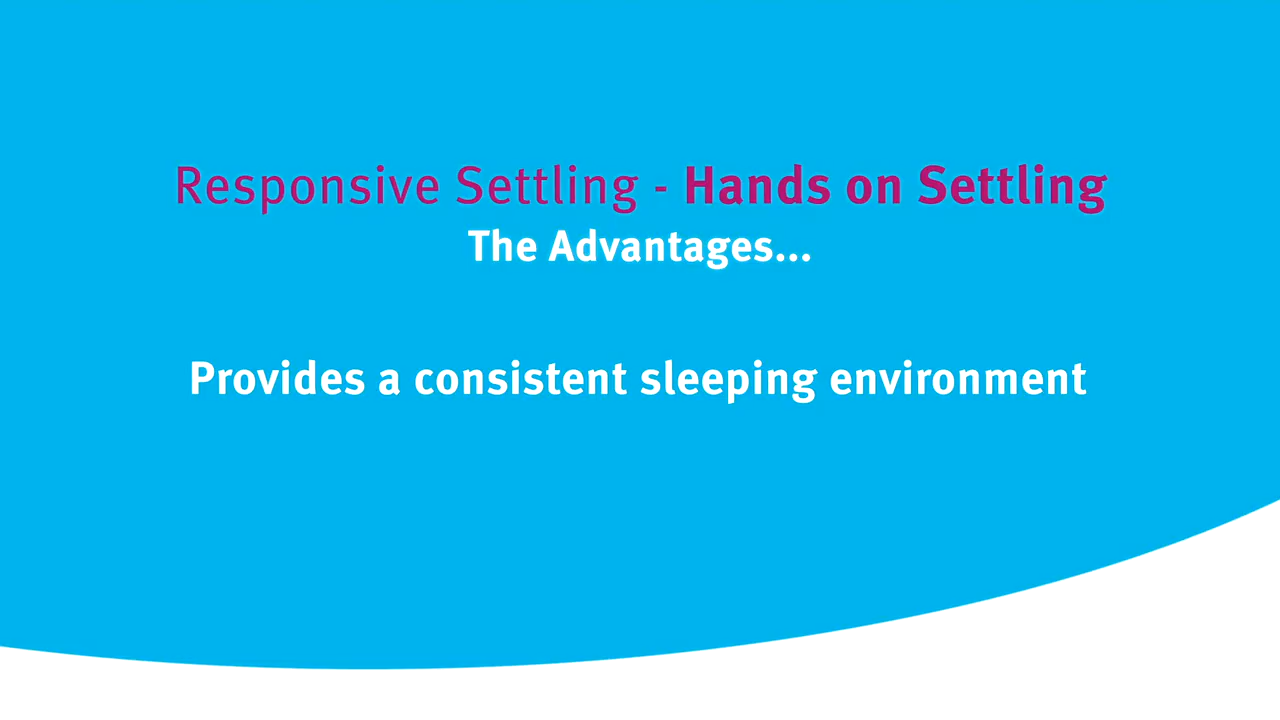 Responsive Settling - Hands on Settling
The Advantages...
Provides a consistent sleeping environment